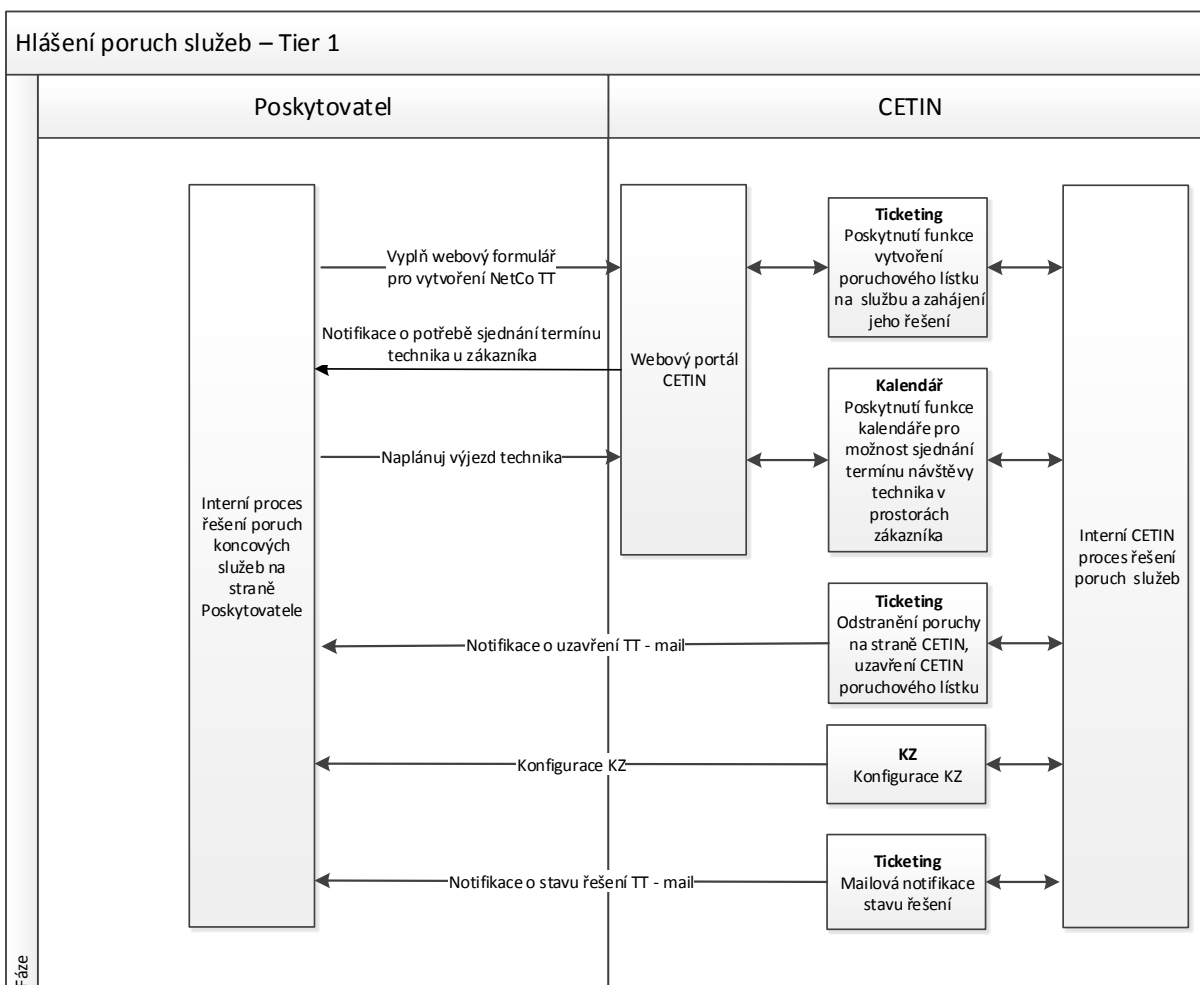 Hlášení poruch služeb – Tier 1
Poskytovatel
CETIN
Interní proces
řešení poruch
koncových
služeb na
straně
Poskytovatele
Vyplň webový formulář
pro vytvoření NetCo TT
Notifikace o potřebě sjednání termínu
technika u zákazníka
Naplánuj výjezd technika
Notifikace o uzavření TT - mail
Konfigurace KZ
Notifikace o stavu řešení TT - mail
Webový portál
CETIN
Ticketing
Poskytnutí funkce
vytvoření
poruchového lístku
na službu a zahájení
jeho řešení
Kalendář
Poskytnutí funkce
kalendáře pro
možnost sjednání
termínu návštěvy
technika v
prostorách
zákazníka
Ticketing
Odstranění poruchy
na straně CETIN,
uzavření CETIN
poruchového lístku
KZ
Konfigurace KZ
Ticketing
Mailová notifikace
stavu řešení
Interní CETIN
proces řešení
poruch služeb
Fáze